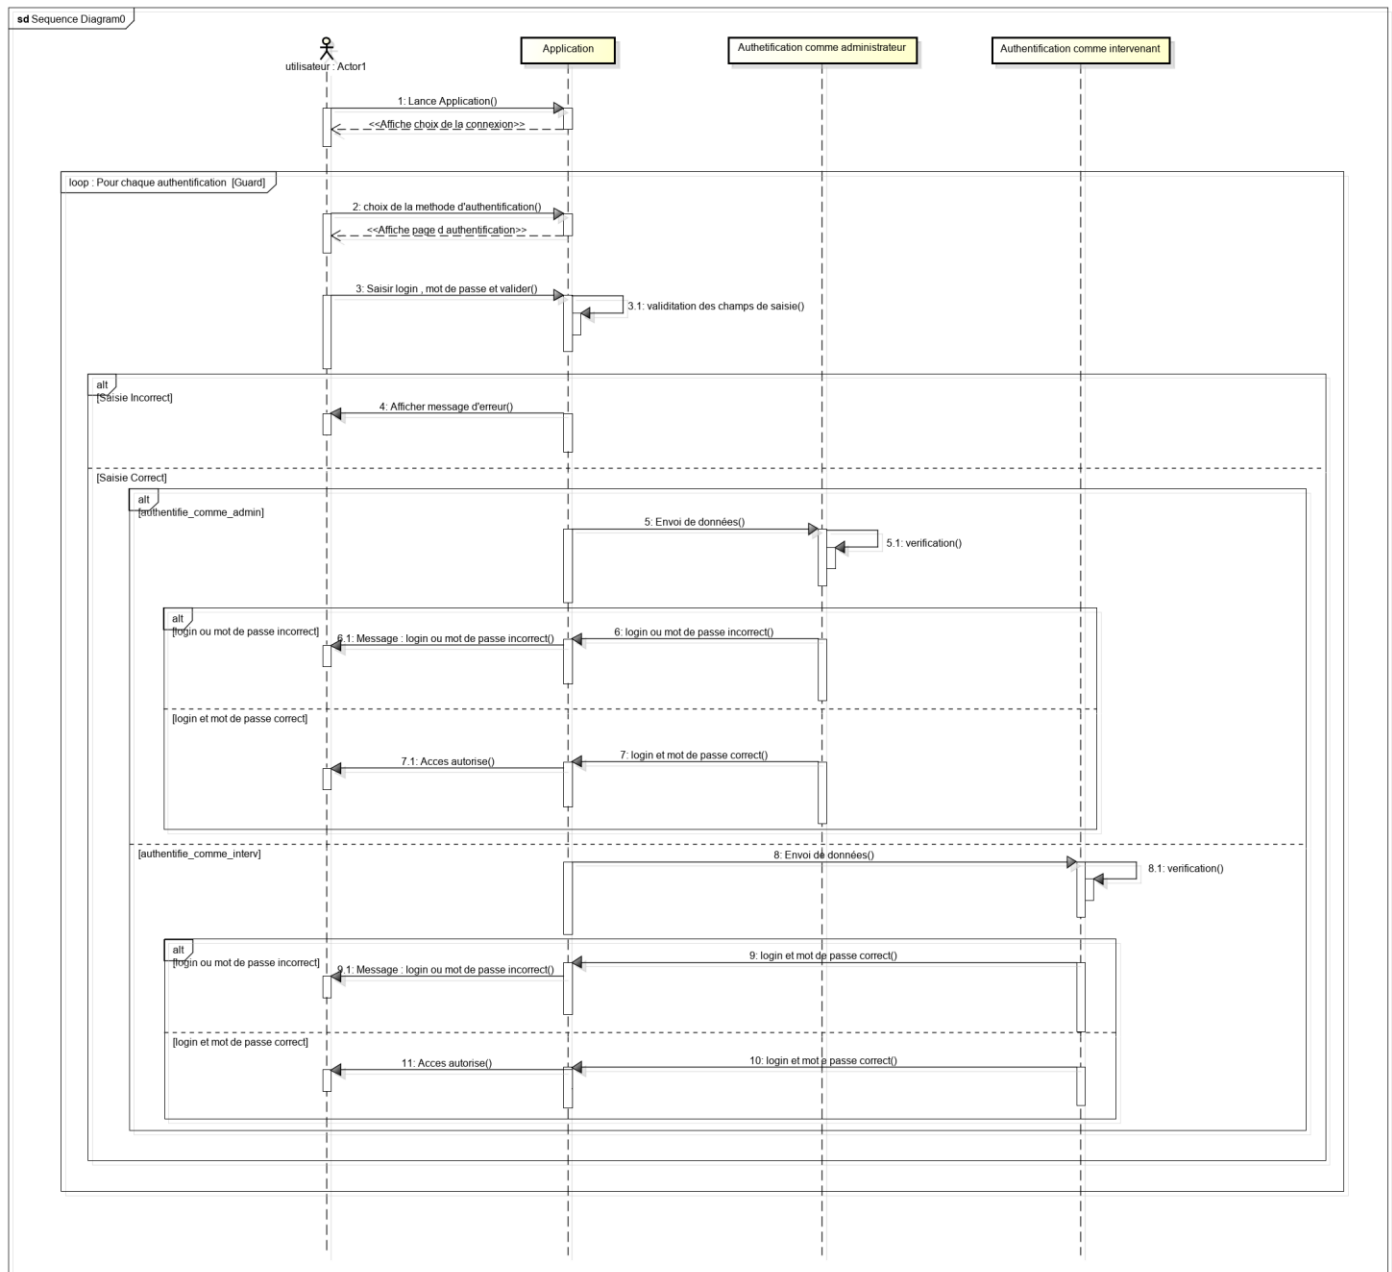 sd Sequence Diagram0
utilisateur : Actor1
Application
Authetification comme administrateur
Authentification comme intervenant
1: Lance Application()
<<Affiche choix de la connexion>>
loop : Pour chaque authentification [Guard]
2: choix de la methode d'authentification()
<<Affiche page d authentification>>
3: Saisir login , mot de passe et valider()
3.1: validitation des champs de saisie()
alt
[Saisie Incorrect]
4: Afficher message d'erreur()
[Saisie Correct]
alt
[authentifie_comme_admin]
5: Envoi de données()
5.1: verification()
alt
[login ou mot de passe incorrect]
6.1: Message : login ou mot de passe incorrect()
6: login ou mot de passe incorrect()
[login et mot de passe correct]
7.1: Acces autorise()
7: login et mot de passe correct()
[authentifie_comme_interv]
8: Envoi de données()
8.1: verification()
alt
[login ou mot de passe incorrect]
9.1: Message : login ou mot de passe incorrect()
9: login et mot de passe correct()
[login et mot de passe correct]
11: Acces autorise()
10: login et mot de passe correct()